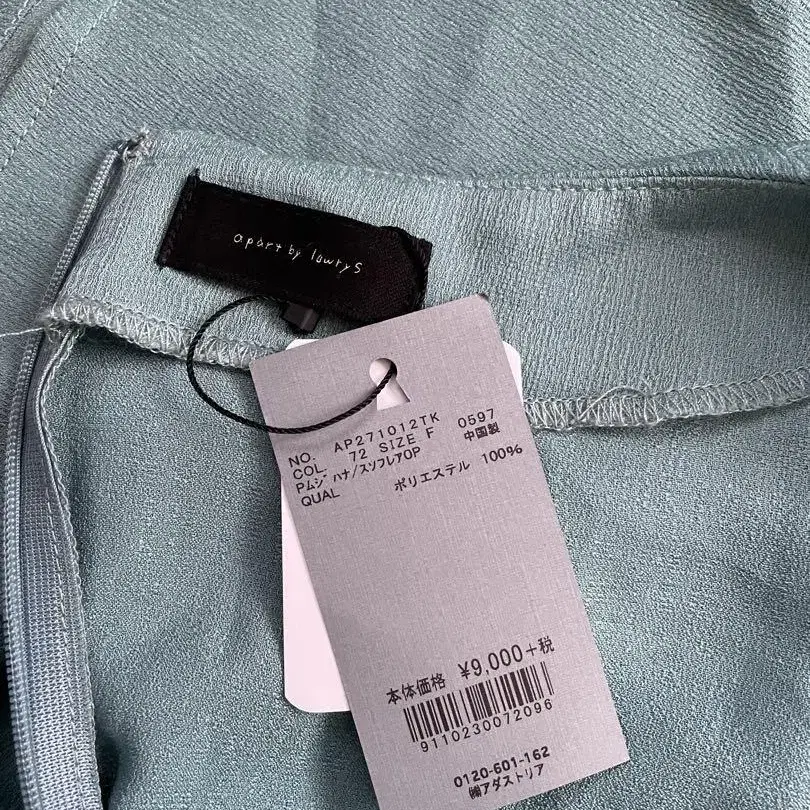 apart by lowrys
NO. AP271012TK 0597
COL. 72 SIZE F 中国製
Pムジ ハナ/スソフレアOP
QUAL ポリエステル 100%
本体価格 ¥9,000+税
9110230072096
0120-601-162
㈱アダストリア